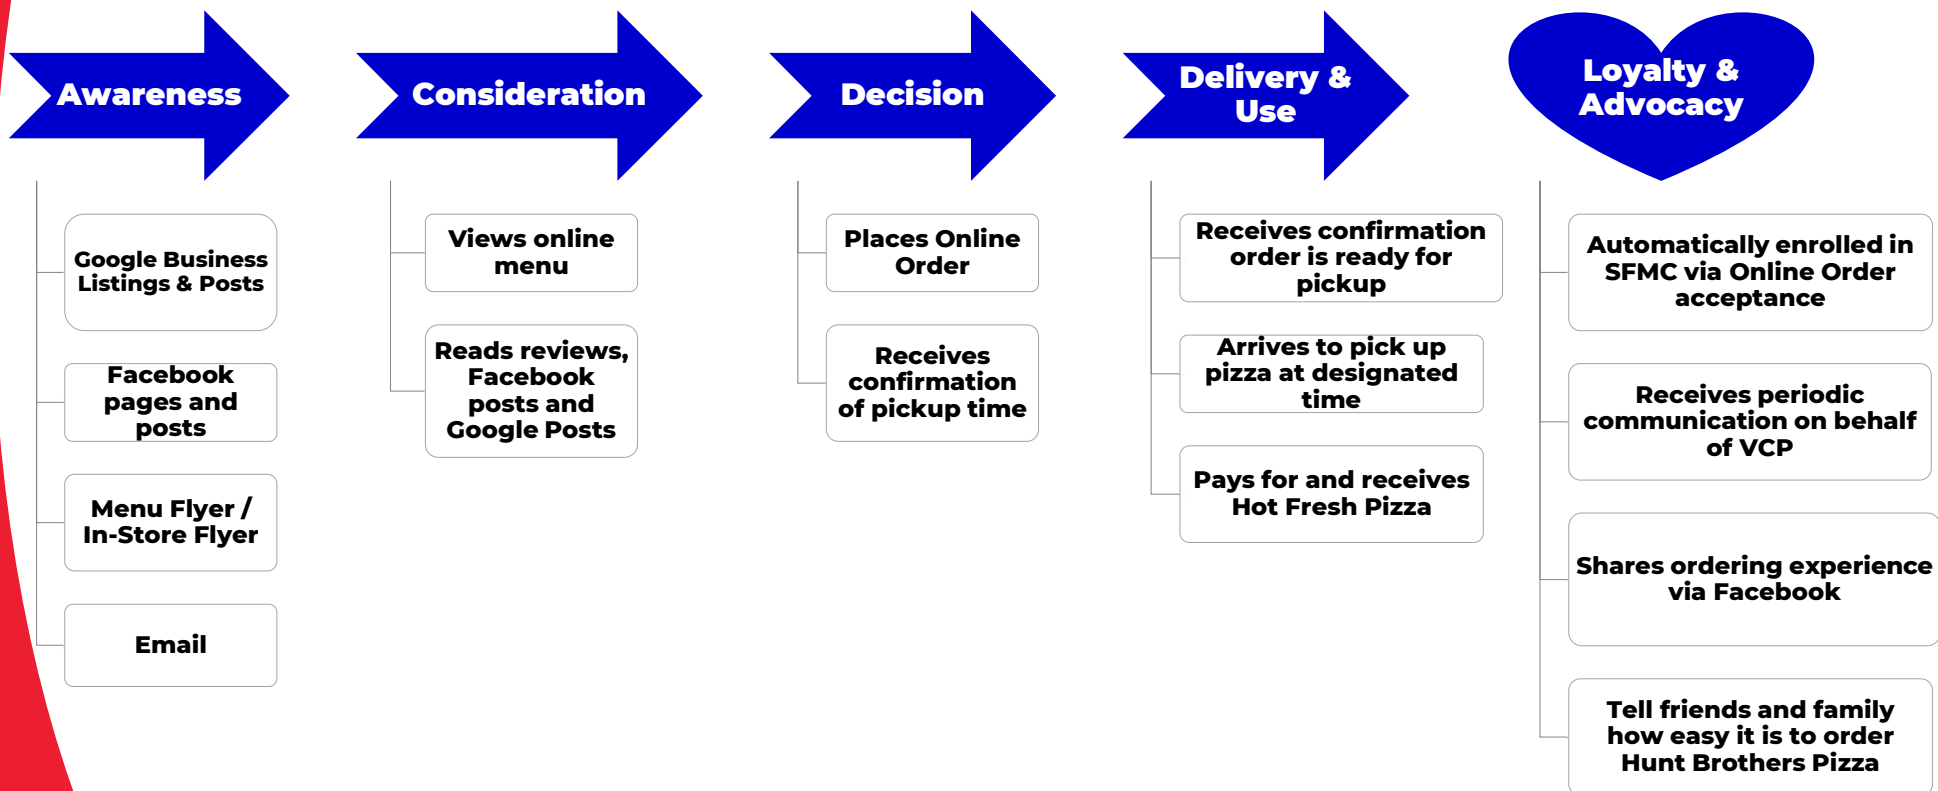 Awareness
Google Business
Listings & Posts
Facebook
pages and
posts
Menu Flyer /
In-Store Flyer
Email
Consideration
Views online
menu
Reads reviews,
Facebook
posts and
Google Posts
Decision
Places Online
Order
Receives
confirmation
of pickup time
Delivery &
Use
Receives confirmation
order is ready for
pickup
Arrives to pick up
pizza at designated
time
Pays for and receives
Hot Fresh Pizza
Loyalty &
Advocacy
Automatically enrolled in
SFMC via Online Order
acceptance
Receives periodic
communication on behalf
of VCP
Shares ordering experience
via Facebook
Tell friends and family
how easy it is to order
Hunt Brothers Pizza